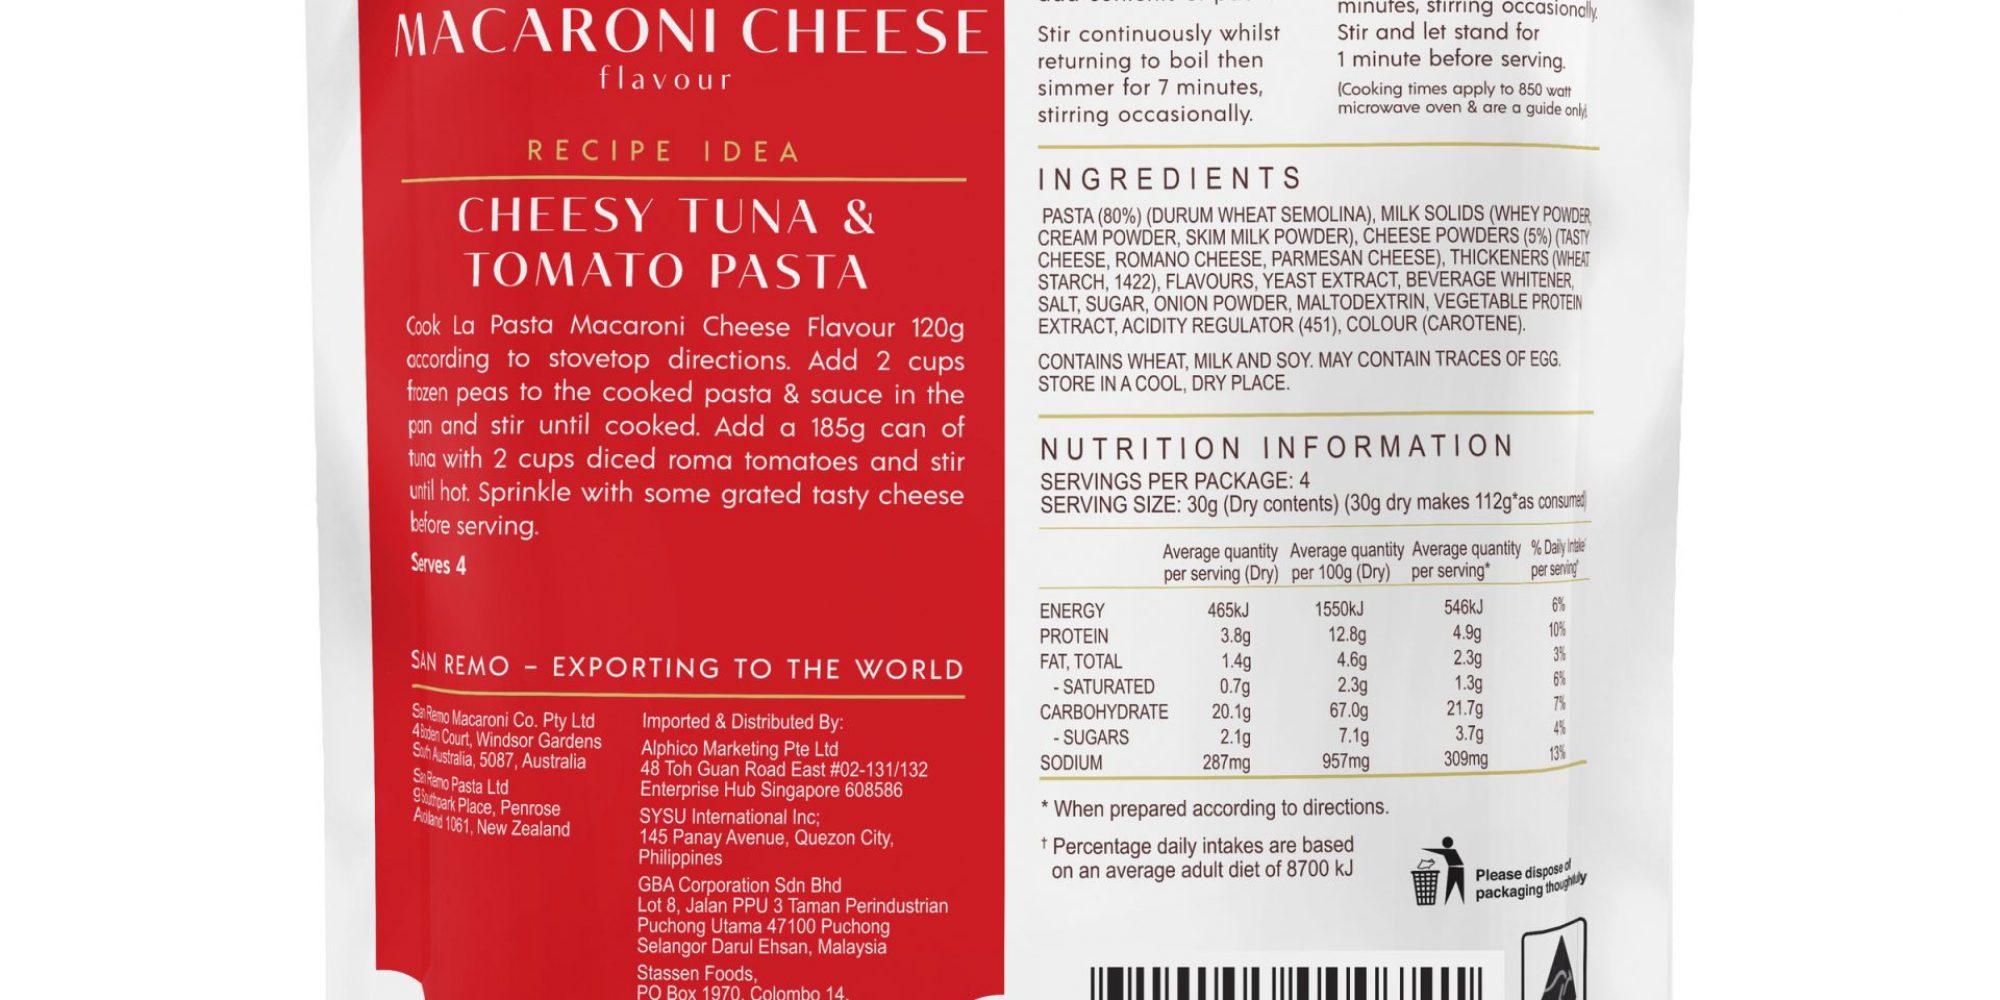 MACARONI CHEESE
flavour
RECIPE IDEA
CHEESY TUNA &
TOMATO PASTA
Cook La Pasta Macaroni Cheese Flavour 120g
according to stovetop directions. Add 2 cups
frozen peas to the cooked pasta & sauce in the
pan and stir until cooked. Add a 185g can of
tuna with 2 cups diced roma tomatoes and stir
until hot. Sprinkle with some grated tasty cheese
before serving.
Serves 4
SAN REMO – EXPORTING TO THE WORLD
San Remo Macaroni Co. Pty Ltd
4 Boden Court, Windsor Gardens
South Australia, 5087, Australia
San Remo Pasta Ltd
9 Southpark Place, Penrose
Auckland 1061, New Zealand
Imported & Distributed By:
Alphico Marketing Pte Ltd
48 Toh Guan Road East #02-131/132
Enterprise Hub Singapore 608586
SYSU International Inc;
145 Panay Avenue, Quezon City,
Philippines
GBA Corporation Sdn Bhd
Lot 8, Jalan PPU 3 Taman Perindustrian
Puchong Utama 47100 Puchong
Selangor Darul Ehsan, Malaysia
Stassen Foods,
PO Box 1970, Colombo 14,
Stir continuously whilst
returning to boil then
simmer for 7 minutes,
stirring occasionally.
minutes, stirring occasionally.
Stir and let stand for
1 minute before serving.
(Cooking times apply to 850 watt
microwave oven & are a guide only).
INGREDIENTS
PASTA (80%) (DURUM WHEAT SEMOLINA), MILK SOLIDS (WHEY POWDER,
CREAM POWDER, SKIM MILK POWDER), CHEESE POWDERS (5%) (TASTY
CHEESE, ROMANO CHEESE, PARMESAN CHEESE), THICKENERS (WHEAT
STARCH, 1422), FLAVOURS, YEAST EXTRACT, BEVERAGE WHITENER,
SALT, SUGAR, ONION POWDER, MALTODEXTRIN, VEGETABLE PROTEIN
EXTRACT, ACIDITY REGULATOR (451), COLOUR (CAROTENE).
CONTAINS WHEAT, MILK AND SOY. MAY CONTAIN TRACES OF EGG.
STORE IN A COOL, DRY PLACE.
NUTRITION INFORMATION
SERVINGS PER PACKAGE: 4
SERVING SIZE: 30g (Dry contents) (30g dry makes 112g*as consumed)
Average quantity Average quantity Average quantity % Daily Intake†
per serving (Dry) per 100g (Dry) per serving* per serving*
ENERGY 465kJ 1550kJ 546kJ 6%
PROTEIN 3.8g 12.8g 4.9g 10%
FAT, TOTAL 1.4g 4.6g 2.3g 3%
- SATURATED 0.7g 2.3g 1.3g 6%
CARBOHYDRATE 20.1g 67.0g 21.7g 7%
- SUGARS 2.1g 7.1g 3.7g 4%
SODIUM 287mg 957mg 309mg 13%
* When prepared according to directions.
† Percentage daily intakes are based
on an average adult diet of 8700 kJ
Please dispose of
packaging thoughtfully